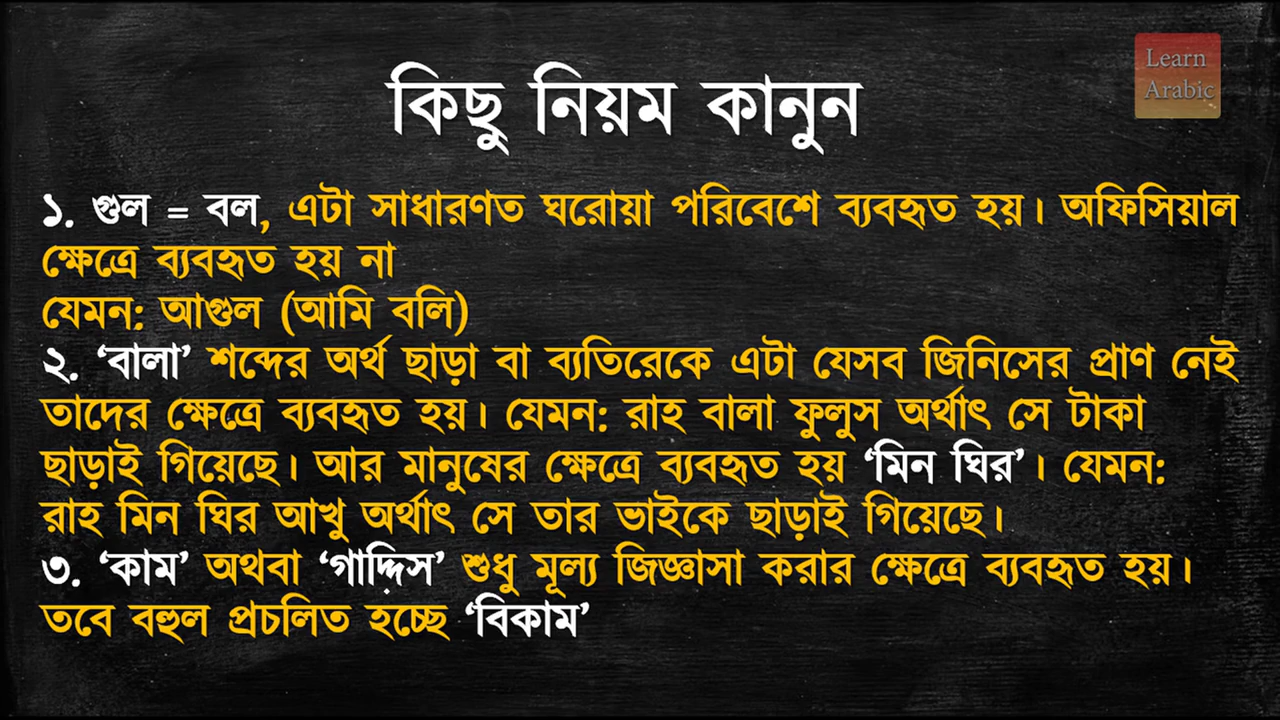 Learn
Arabic
কিছু নিয়ম কানুন
১. গুল = বল, এটা সাধারণত ঘরোয়া পরিবেশে ব্যবহৃত হয়। অফিসিয়াল
ক্ষেত্রে ব্যবহৃত হয় না
যেমন: আগুল (আমি বলি)
২. ‘বালা’ শব্দের অর্থ ছাড়া বা ব্যতিরেকে এটা যেসব জিনিসের প্রাণ নেই
তাদের ক্ষেত্রে ব্যবহৃত হয়। যেমন: রাহ বালা ফুলুস অর্থাৎ সে টাকা
ছাড়াই গিয়েছে। আর মানুষের ক্ষেত্রে ব্যবহৃত হয় ‘মিন ঘির’। যেমন:
রাহ মিন ঘির আখু অর্থাৎ সে তার ভাইকে ছাড়াই গিয়েছে।
৩. ‘কাম’ অথবা ‘গাদ্দিস’ শুধু মূল্য জিজ্ঞাসা করার ক্ষেত্রে ব্যবহৃত হয়।
তবে বহুল প্রচলিত হচ্ছে ‘বিকাম’